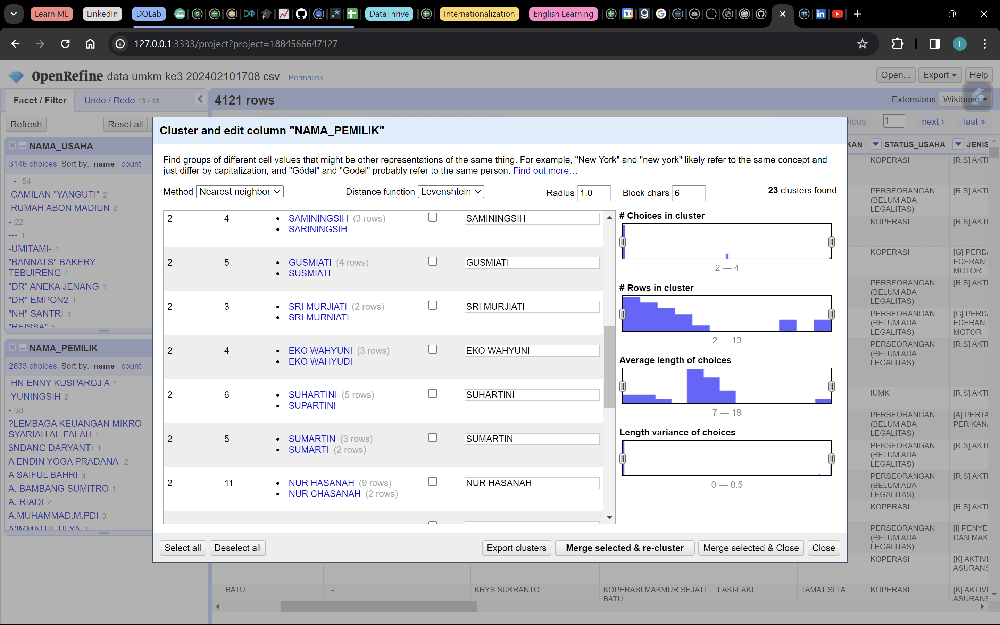 Learn ML
LinkedIn
DQLab
DataThrive
Internationalization
English Learning
127.0.0.1:3333/project?project=1884566647127
OpenRefine data umkm ke3 202402101708 csv Permalink
Open... Export Help
Facet / Filter
Undo / Redo 13 / 13
4121 rows
Extensions Wikibase
Refresh
Reset all
1 next › last »
NAMA_USAHA
3146 choices Sort by: name count
- 54
CAMILAN "YANGUTI" 2
RUMAH ABON MADIUN 2
- 22
--- 1
-UMITAMI- 1
"BANNATS" BAKERY
TEBUIRENG 1
"DR" ANEKA JENANG 1
"DR" EMPON2 1
"NH" SANTRI 1
"REISSA" 5
NAMA_PEMILIK
2833 choices Sort by: name count
HN ENNY KUSPARGJ A 1
YUNINGSIH 2
- 38
?LEMBAGA KEUANGAN MIKRO
SYARIAH AL-FALAH 1
3NDANG DARYANTI 1
A ENDIN YOGA PRADANA 2
A SAIFUL BAHRI 3
A. BAMBANG SUMITRO 1
A. RIADI 2
A.MUHAMMAD.M.PDI 3
A'IMMATUL ULYA 1
Cluster and edit column "NAMA_PEMILIK"
Find groups of different cell values that might be other representations of the same thing. For example, "New York" and "new york" likely refer to the same concept and
just differ by capitalization, and "Gödel" and "Godel" probably refer to the same person. Find out more…
Method Nearest neighbor Distance function Levenshtein Radius 1.0 Block chars 6 23 clusters found
2 4 • SAMININGSIH (3 rows) SAMININGSIH
• SARININGSIH
2 5 • GUSMIATI (4 rows) GUSMIATI
• SUSMIATI
2 3 • SRI MURJIATI (2 rows) SRI MURJIATI
• SRI MURNIATI
2 4 • EKO WAHYUNI (3 rows) EKO WAHYUNI
• EKO WAHYUDI
2 6 • SUHARTINI (5 rows) SUHARTINI
• SUPARTINI
2 5 • SUMARTIN (3 rows) SUMARTIN
• SUMARTI (2 rows)
2 11 • NUR HASANAH (9 rows) NUR HASANAH
• NUR CHASANAH (2 rows)
# Choices in cluster
2 — 4
# Rows in cluster
2 — 13
Average length of choices
7 — 19
Length variance of choices
0 — 0.5
Select all Deselect all
Export clusters Merge selected & re-cluster Merge selected & Close Close
KAN STATUS_USAHA JENIS
KOPERASI [R,S] AKTI
PERSEORANGAN [R,S] AKTI
(BELUM ADA
LEGALITAS)
KOPERASI [R,S] AKTI
KOPERASI [G] PERDA
ECERAN;
MOTOR
PERSEORANGAN [R,S] AKTI
(BELUM ADA
LEGALITAS)
PERSEORANGAN [G] PERDA
(BELUM ADA ECERAN;
LEGALITAS) MOTOR
PERSEORANGAN [R,S] AKTI
(BELUM ADA
LEGALITAS)
IUMK [R,S] AKTI
PERSEORANGAN [A] PERTA
(BELUM ADA PERIKANA
LEGALITAS)
PERSEORANGAN [R,S] AKTI
(BELUM ADA
LEGALITAS)
PERSEORANGAN [R,S] AKTI
(BELUM ADA
LEGALITAS)
KOPERASI [R,S] AKTI
PERSEORANGAN [I] PENYE
(BELUM ADA DAN MAK
LEGALITAS)
KOPERASI [K] AKTIVI
ASURANS
BATU - KRYS SUKRANTO KOPERASI MAKMUR SEJATI LAKI-LAKI TAMAT SLTA KOPERASI [K] AKTIVI
BATU ASURANS